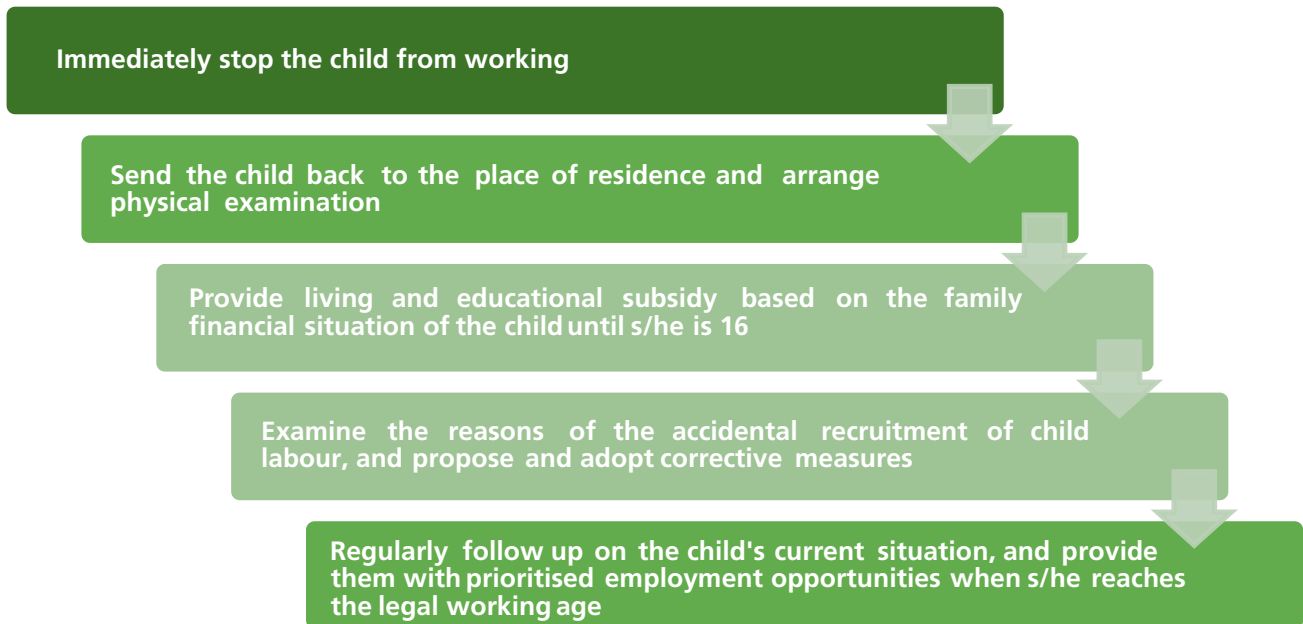 Immediately stop the child from working
Send the child back to the place of residence and arrange
physical examination
Provide living and educational subsidy based on the family
financial situation of the child until s/he is 16
Examine the reasons of the accidental recruitment of child
labour, and propose and adopt corrective measures
Regularly follow up on the child's current situation, and provide
them with prioritised employment opportunities when s/he reaches
the legal working age